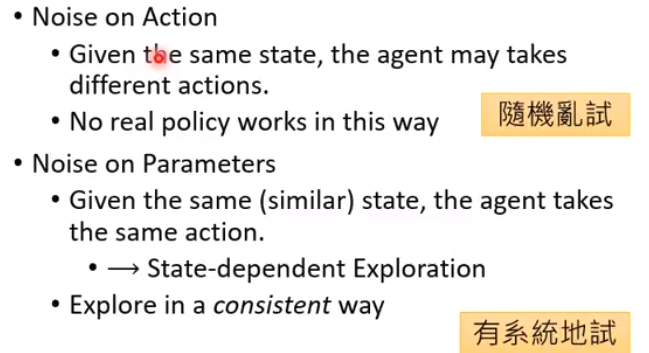 • Noise on Action
• Given the same state, the agent may takes
different actions.
• No real policy works in this way
隨機亂試
• Noise on Parameters
• Given the same (similar) state, the agent takes
the same action.
• → State-dependent Exploration
• Explore in a consistent way
有系統地試